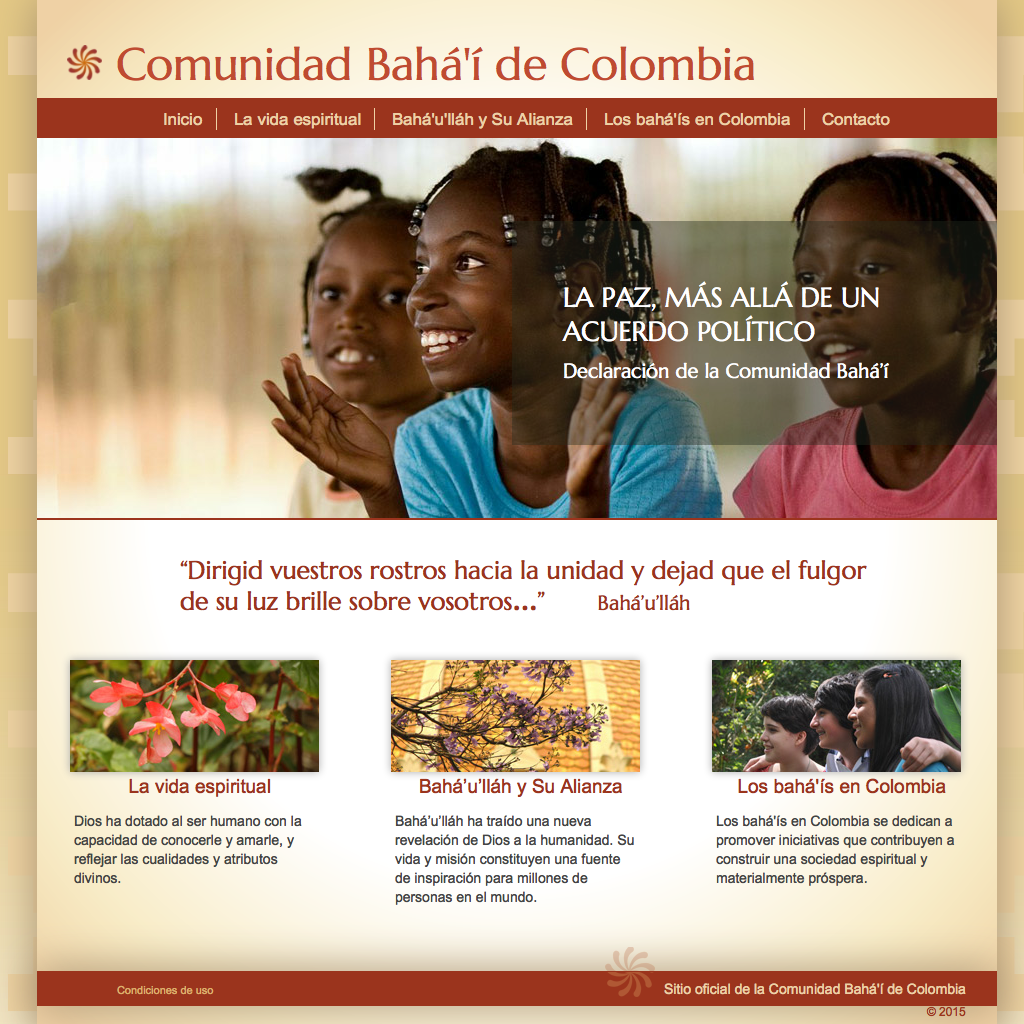 Comunidad Bahá'í de Colombia
Inicio
La vida espiritual
Bahá'u'lláh y Su Alianza
Los bahá'ís en Colombia
Contacto
LA PAZ, MÁS ALLÁ DE UN
ACUERDO POLÍTICO
Declaración de la Comunidad Bahá’í
“Dirigid vuestros rostros hacia la unidad y dejad que el fulgor
de su luz brille sobre vosotros...” Bahá’u’lláh
La vida espiritual
Dios ha dotado al ser humano con la
capacidad de conocerle y amarle, y
reflejar las cualidades y atributos
divinos.
Bahá’u’lláh y Su Alianza
Bahá’u’lláh ha traído una nueva
revelación de Dios a la humanidad. Su
vida y misión constituyen una fuente
de inspiración para millones de
personas en el mundo.
Los bahá'ís en Colombia
Los bahá'ís en Colombia se dedican a
promover iniciativas que contribuyen a
construir una sociedad espiritual y
materialmente próspera.
Condiciones de uso
Sitio oficial de la Comunidad Bahá'í de Colombia
© 2015